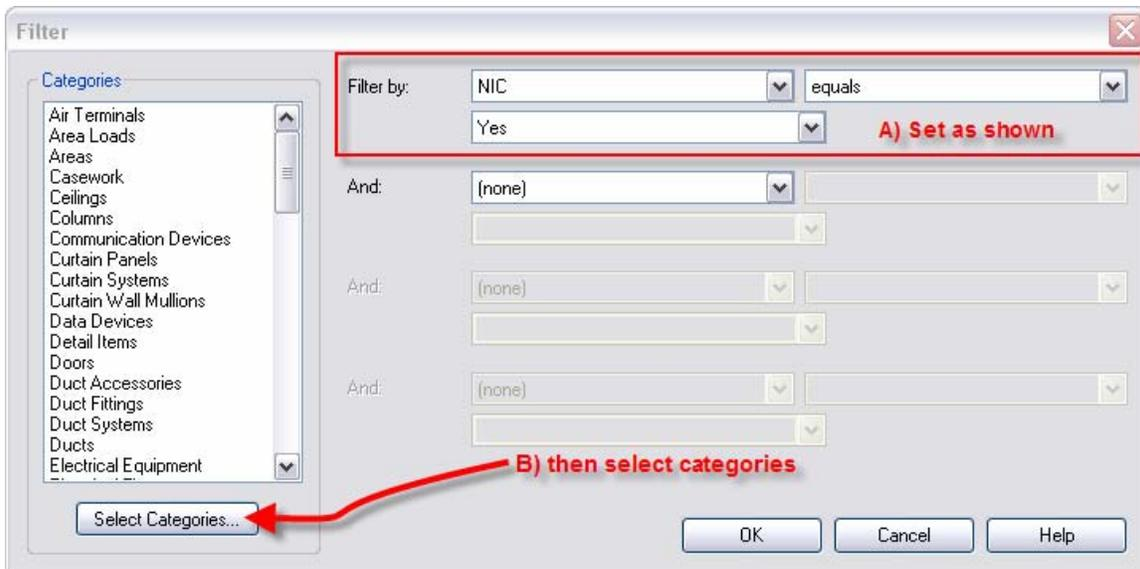 Filter
Categories
Air Terminals
Area Loads
Areas
Casework
Ceilings
Columns
Communication Devices
Curtain Panels
Curtain Systems
Curtain Wall Mullions
Data Devices
Detail Items
Doors
Duct Accessories
Duct Fittings
Duct Systems
Ducts
Electrical Equipment
Select Categories...
Filter by: NIC equals
Yes
A) Set as shown
And: (none)
And: (none)
And: (none)
B) then select categories
OK Cancel Help